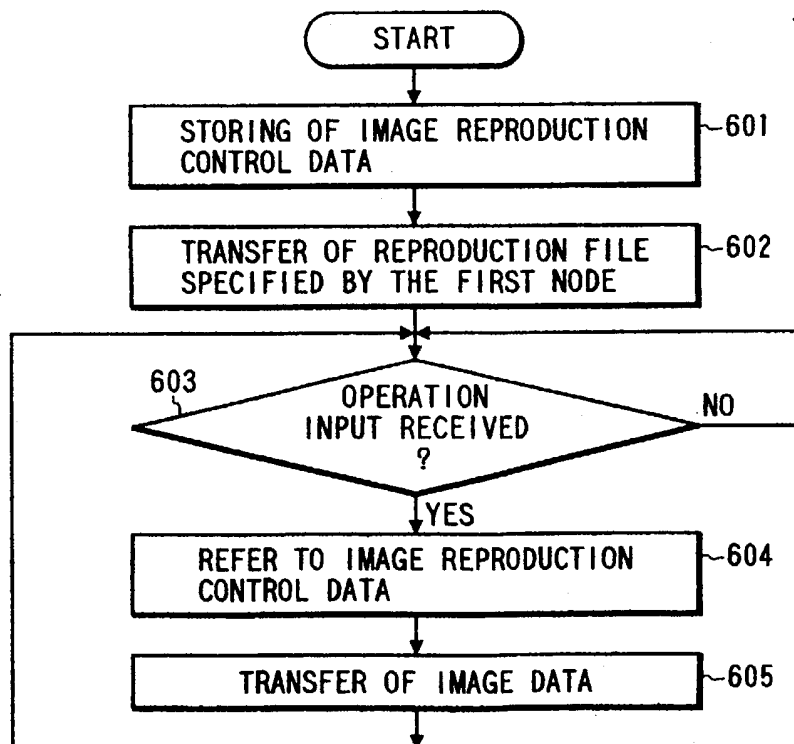 START
STORING OF IMAGE REPRODUCTION
CONTROL DATA
601
TRANSFER OF REPRODUCTION FILE
SPECIFIED BY THE FIRST NODE
602
603
OPERATION
INPUT RECEIVED
?
NO
YES
REFER TO IMAGE REPRODUCTION
CONTROL DATA
604
TRANSFER OF IMAGE DATA
605